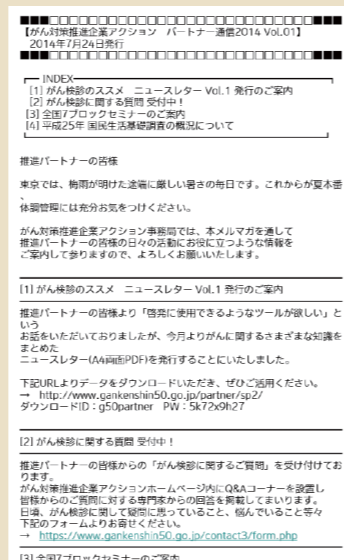 ■■■□□□□□□□□□□□□□□□□□□□□□□□□□□■■■
【がん対策推進企業アクション　パートナー通信2014 Vol.01】
2014年7月24日発行
■■■□□□□□□□□□□□□□□□□□□□□□□□□□□■■■
┏━ INDEX━━━━━━━━━━━━━━━━━━━━━━━━┓
[1] がん検診のススメ　ニュースレター Vol.1 発行のご案内
[2] がん検診に関する質問 受付中！
[3] 全国7ブロックセミナーのご案内
[4] 平成25年 国民生活基礎調査の概況について
推進パートナーの皆様
東京では、梅雨が明けた途端に厳しい暑さの毎日です。これからが夏本番
、
体調管理には充分お気をつけください。
がん対策推進企業アクション事務局では、本メルマガを通して
推進パートナーの皆様の日々の活動にお役に立つような情報を
ご案内して参りますので、よろしくお願いいたします。
[1] がん検診のススメ　ニュースレター Vol.1 発行のご案内
推進パートナーの皆様より「啓発に使用できるようなツールが欲しい」と
いう
お話をいただいておりましたが、今月よりがんに関するさまざまな知識を
まとめた
ニュースレター(A4両面PDF)を発行することにいたしました。
下記URLよりデータをダウンロードいただき、ぜひご活用ください。
→　http://www.gankenshin50.go.jp/partner/sp2/
ダウンロードID：g50partner　PW：5k72x9h27
[2] がん検診に関する質問 受付中！
推進パートナーの皆様からの「がん検診に関するご質問」を受け付けてお
ります。
がん対策推進企業アクションホームページ内にQ&Aコーナーを設置し
皆様からのご質問に対する専門家からの回答を掲載してまいります。
日頃、がん検診に関して疑問に思っていること、悩んでいること等々
下記のフォームよりお寄せください。
→　https://www.gankenshin50.go.jp/contact3/form.php
[3] 全国7ブロックセミナーのご案内